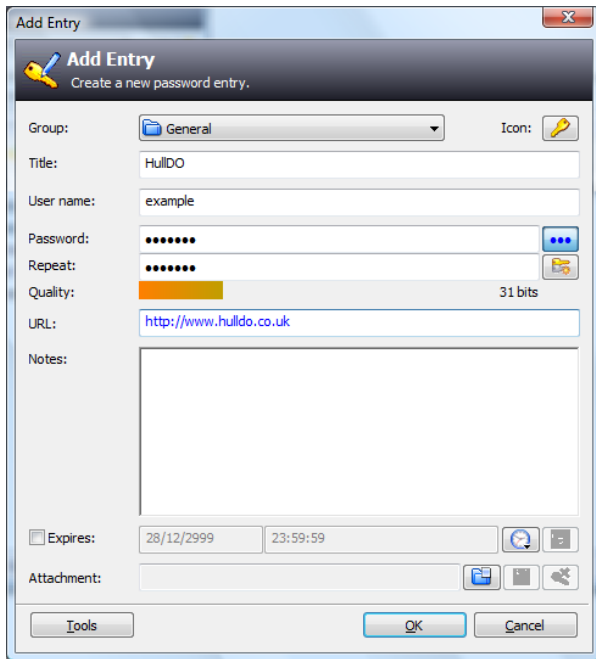 Add Entry
Add Entry
Create a new password entry.
Group: General Icon:
Title: HullDO
User name: example
Password: •••••••
Repeat: •••••••
Quality: 31 bits
URL: http://www.hulldo.co.uk
Notes:
Expires: 28/12/2999 23:59:59
Attachment:
Tools OK Cancel